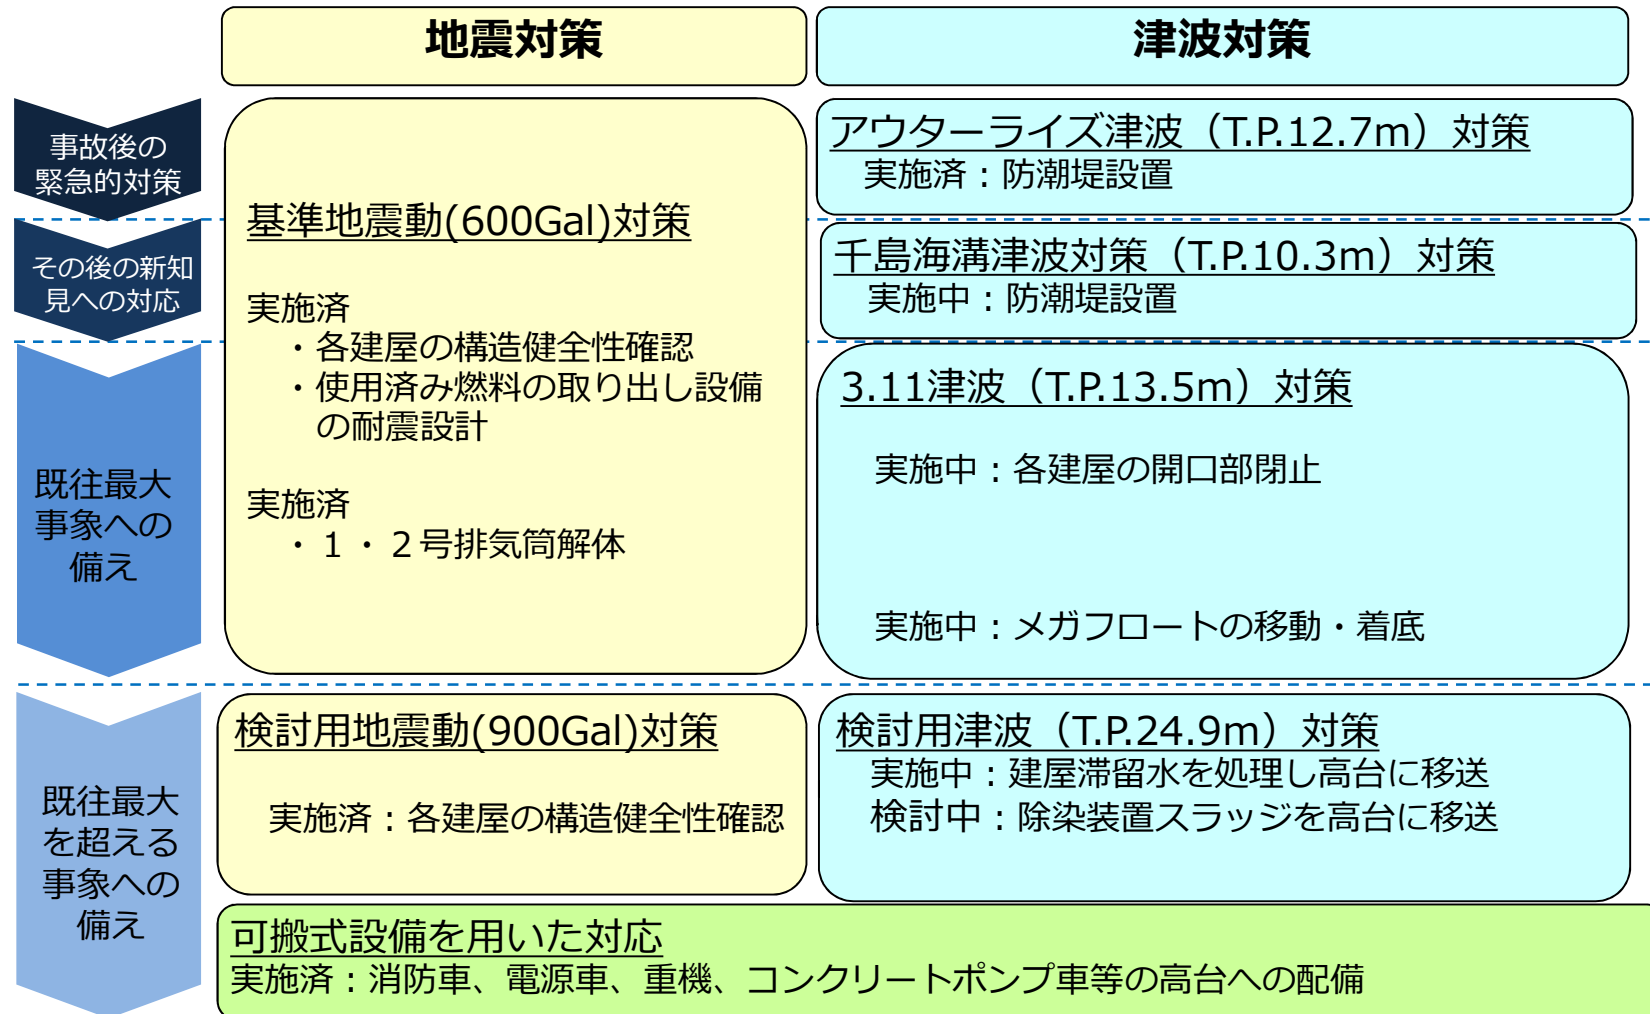 地震対策
津波対策
事故後の
緊急的対策
その後の新知
見への対応
既往最大
事象への
備え
既往最大
を超える
事象への
備え
基準地震動(600Gal)対策
実施済
・各建屋の構造健全性確認
・使用済み燃料の取り出し設備
の耐震設計
実施済
・１・２号排気筒解体
アウターライズ津波（T.P.12.7m）対策
実施済：防潮堤設置
千島海溝津波対策（T.P.10.3m）対策
実施中：防潮堤設置
3.11津波（T.P.13.5m）対策
実施中：各建屋の開口部閉止
実施中：メガフロートの移動・着底
検討用地震動(900Gal)対策
実施済：各建屋の構造健全性確認
検討用津波（T.P.24.9m）対策
実施中：建屋滞留水を処理し高台に移送
検討中：除染装置スラッジを高台に移送
可搬式設備を用いた対応
実施済：消防車、電源車、重機、コンクリートポンプ車等の高台への配備